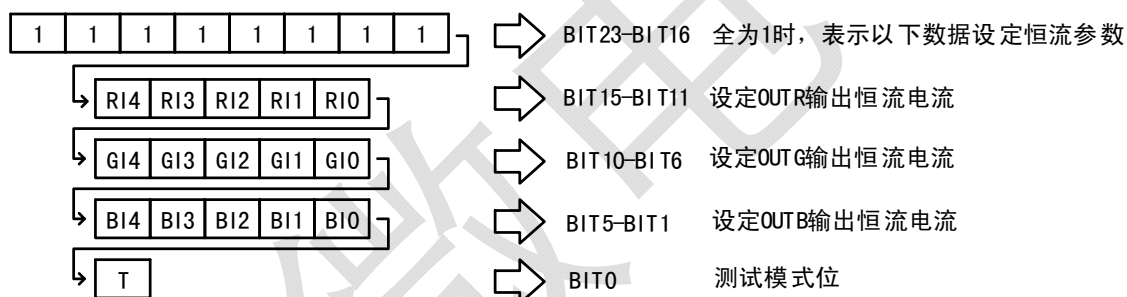 1 1 1 1 1 1 1 1 BIT23-BIT16 全为1时，表示以下数据设定恒流参数
RI4 RI3 RI2 RI1 RI0 BIT15-BIT11 设定OUTR输出恒流电流
GI4 GI3 GI2 GI1 GI0 BIT10-BIT6 设定OUTG输出恒流电流
BI4 BI3 BI2 BI1 BI0 BIT5-BIT1 设定OUTB输出恒流电流
T BIT0 测试模式位